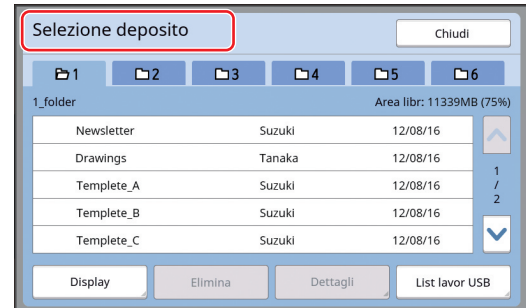 Selezione deposito
Chiudi
1 2 3 4 5 6
1_folder Area libr: 11339MB (75%)
Newsletter Suzuki 12/08/16
Drawings Tanaka 12/08/16
Templete_A Suzuki 12/08/16
Templete_B Suzuki 12/08/16
Templete_C Suzuki 12/08/16
1
/
2
Display Elimina Dettagli List lavor USB